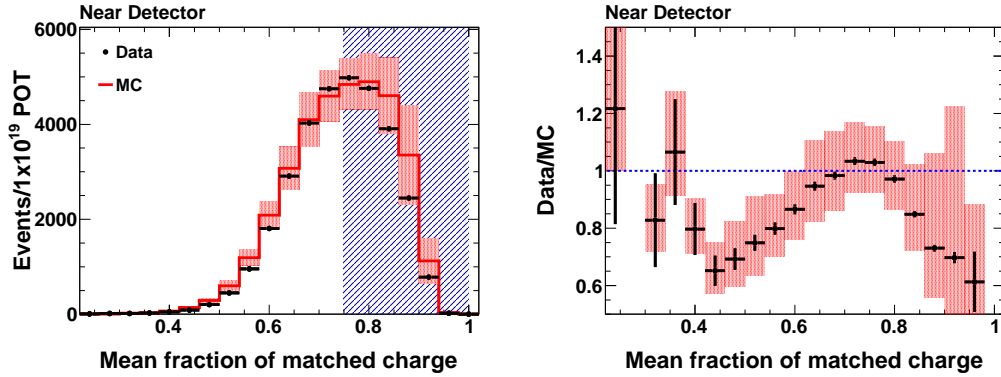 Near Detector
Events/1x10^19 POT
6000
4000
2000
0
Data
MC
0.4
0.6
0.8
1
Mean fraction of matched charge
Near Detector
Data/MC
1.4
1.2
1
0.8
0.6
0.4
0.6
0.8
1
Mean fraction of matched charge